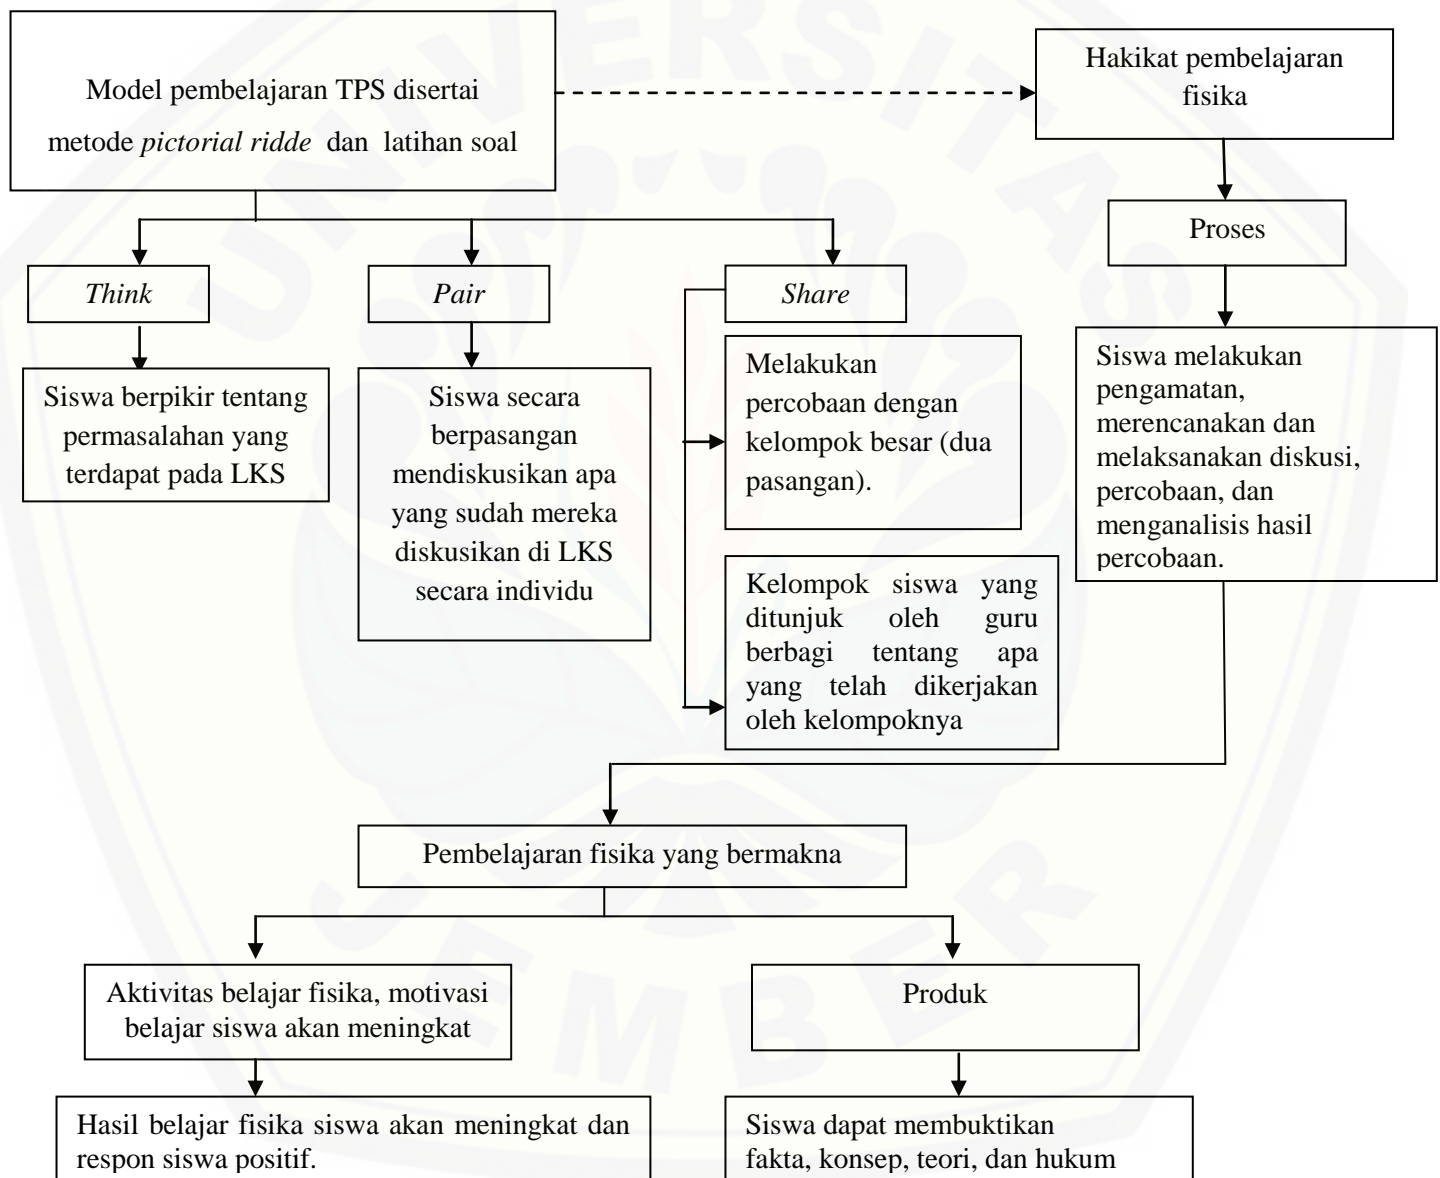 Model pembelajaran TPS disertai
metode pictorial ridde dan latihan soal
Hakikat pembelajaran
fisika
Proses
Think
Pair
Share
Siswa berpikir tentang
permasalahan yang
terdapat pada LKS
Siswa secara
berpasangan
mendiskusikan apa
yang sudah mereka
diskusikan di LKS
secara individu
Melakukan
percobaan dengan
kelompok besar (dua
pasangan).
Kelompok siswa yang
ditunjuk oleh guru
berbagi tentang apa
yang telah dikerjakan
oleh kelompoknya
Siswa melakukan
pengamatan,
merencanakan dan
melaksanakan diskusi,
percobaan, dan
menganalisis hasil
percobaan.
Pembelajaran fisika yang bermakna
Aktivitas belajar fisika, motivasi
belajar siswa akan meningkat
Produk
Hasil belajar fisika siswa akan meningkat dan
respon siswa positif.
Siswa dapat membuktikan
fakta, konsep, teori, dan hukum
UNIVERSITAS
JEMBER